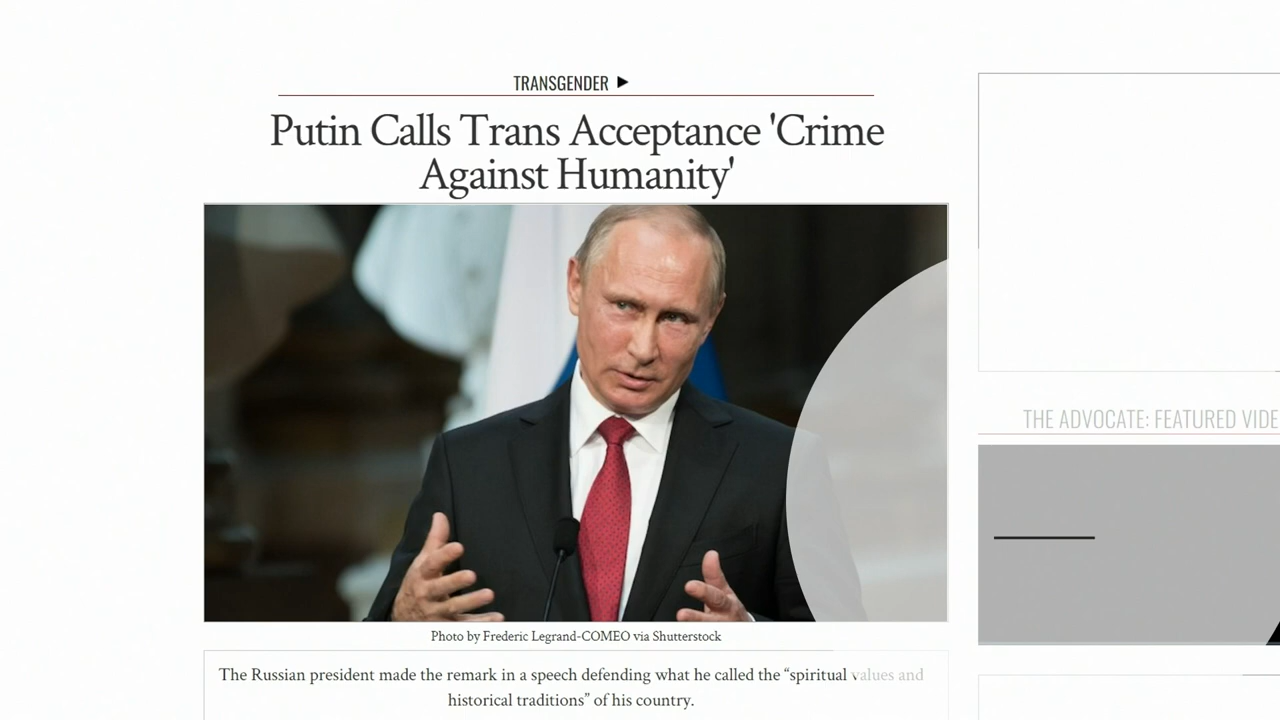 TRANSGENDER
Putin Calls Trans Acceptance 'Crime
Against Humanity'
Photo by Frederic Legrand-COMEO via Shutterstock
The Russian president made the remark in a speech defending what he called the “spiritual values and
historical traditions” of his country.
THE ADVOCATE: FEATURED VIDE